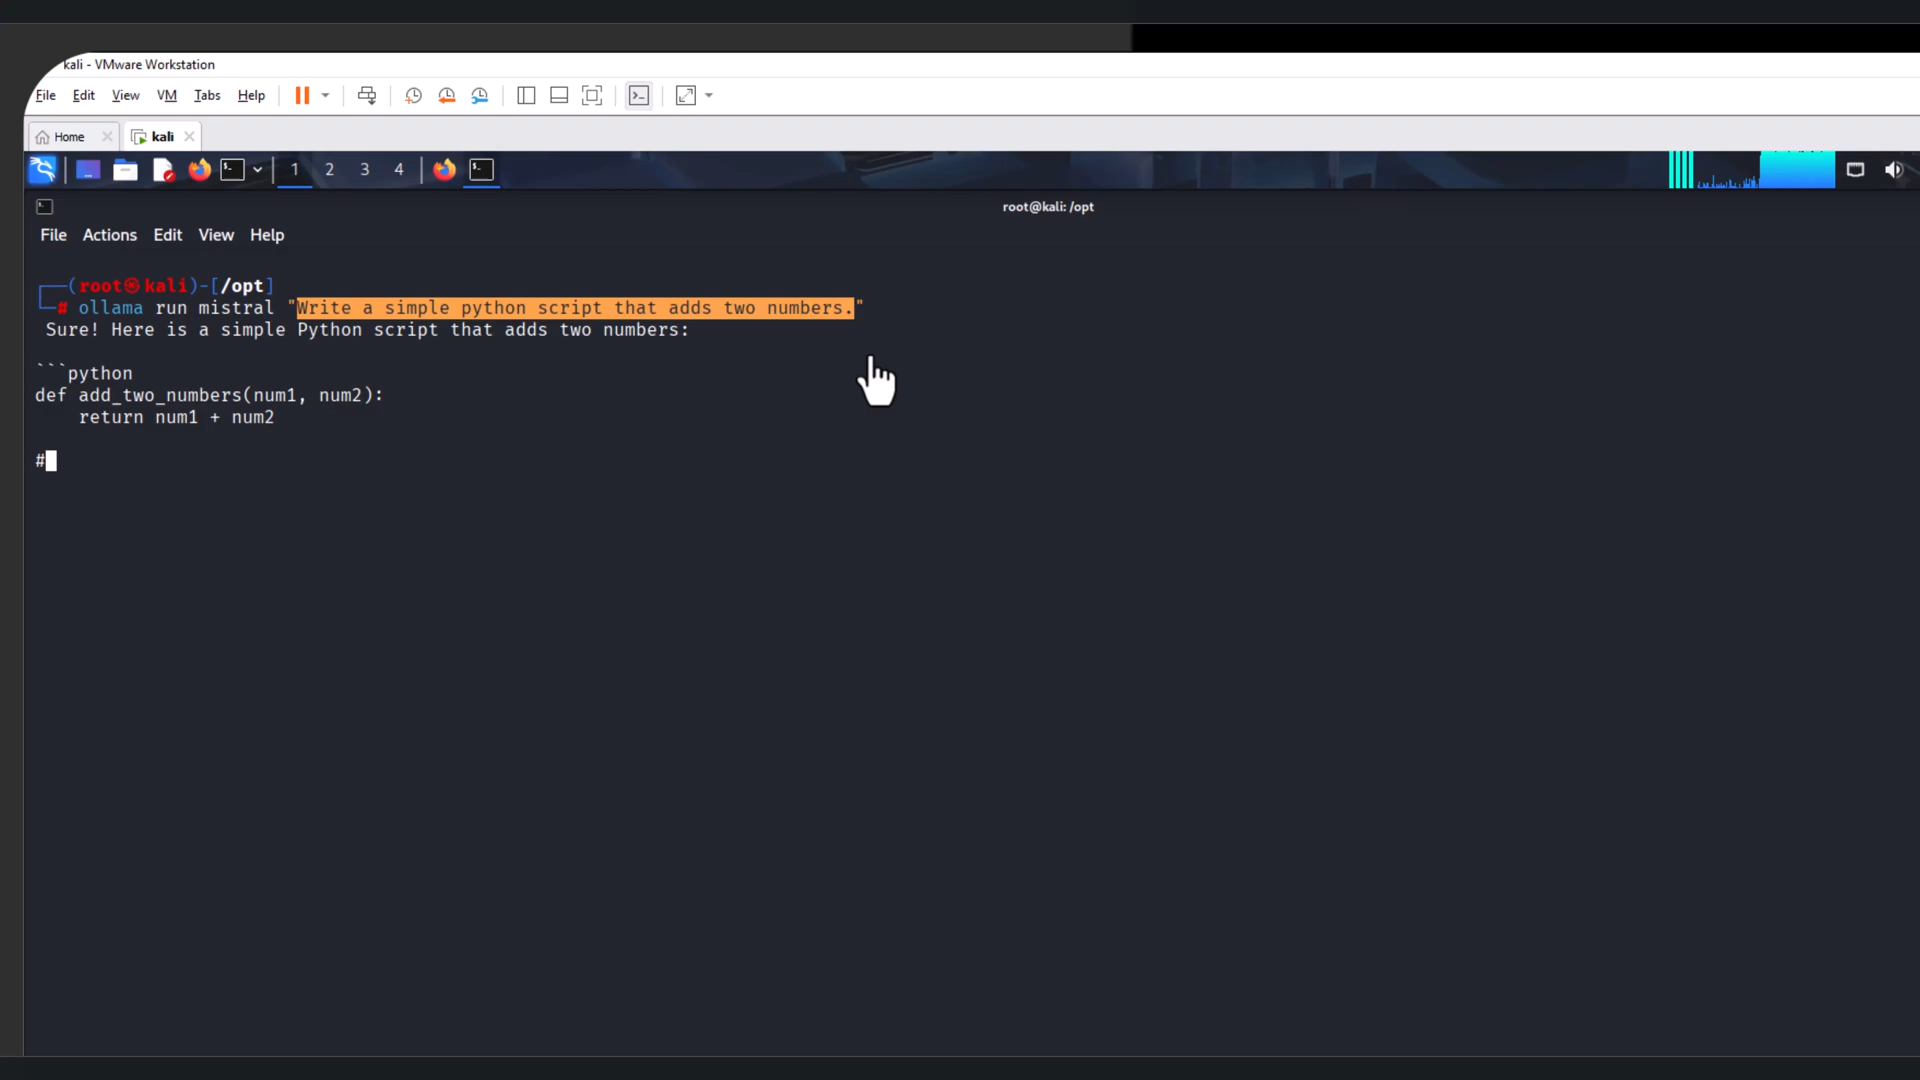 kali - VMware Workstation
File Edit View VM Tabs Help
Home kali
1 2 3 4
root@kali: /opt
File Actions Edit View Help
┌──(root㉿kali)-[/opt]
└─# ollama run mistral "Write a simple python script that adds two numbers."
Sure! Here is a simple Python script that adds two numbers:
```python
def add_two_numbers(num1, num2):
    return num1 + num2
#